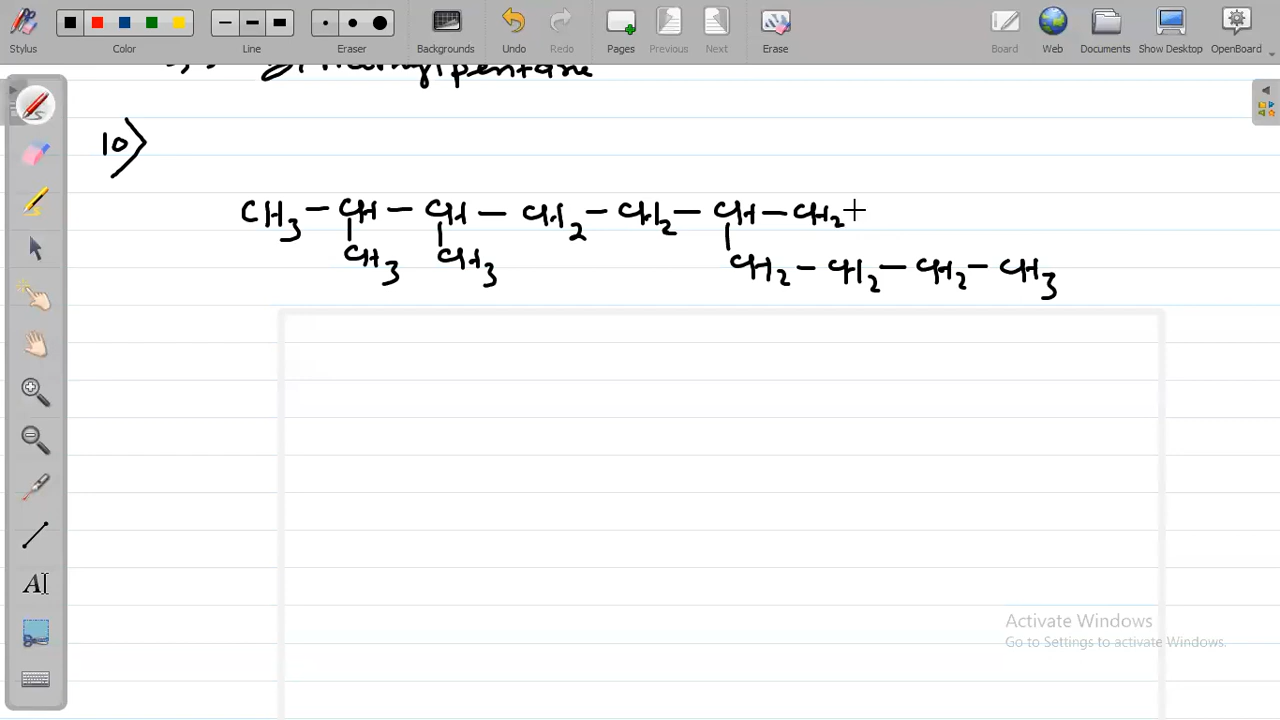 Stylus Color Line Eraser Backgrounds Undo Redo Pages Previous Next Erase Board Web Documents Show Desktop OpenBoard
10)
CH3 - CH - CH - CH2 - CH2 - CH - CH2
CH3 CH3 CH2 - CH2 - CH2 - CH3
Activate Windows
Go to Settings to activate Windows.